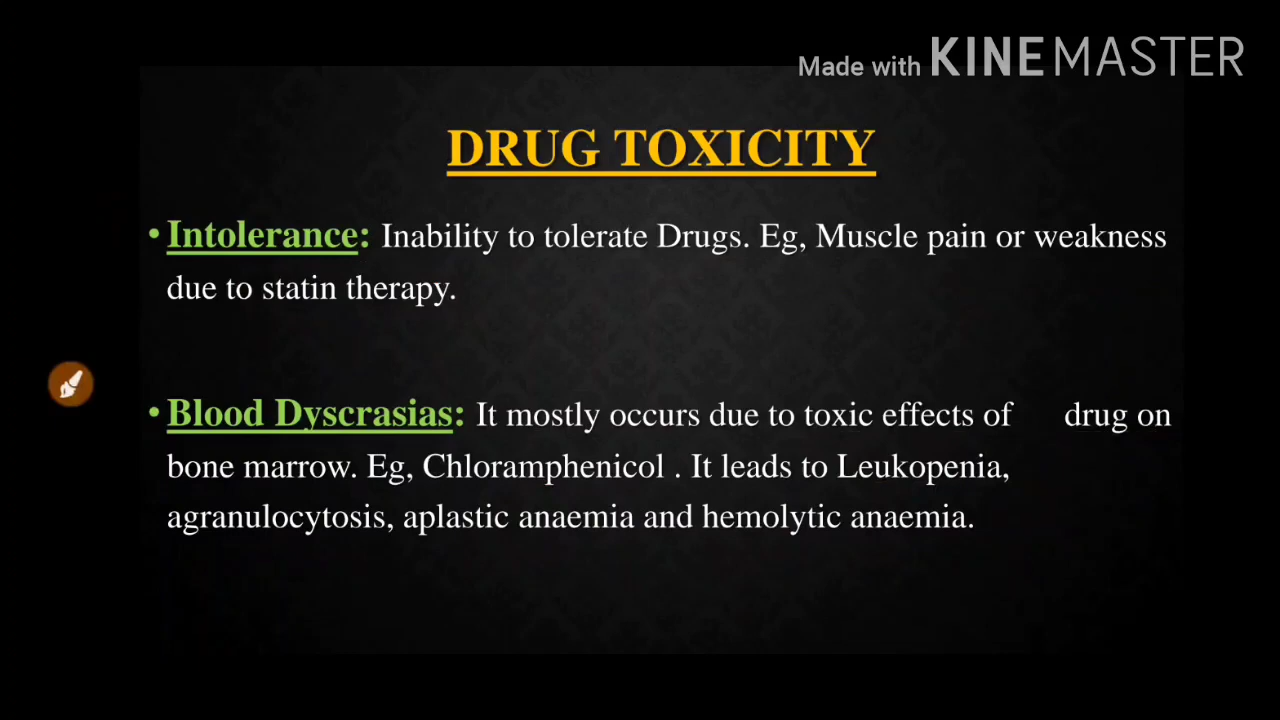 Made with KINEMASTER
DRUG TOXICITY
• Intolerance: Inability to tolerate Drugs. Eg, Muscle pain or weakness
due to statin therapy.
• Blood Dyscrasias: It mostly occurs due to toxic effects of drug on
bone marrow. Eg, Chloramphenicol . It leads to Leukopenia,
agranulocytosis, aplastic anaemia and hemolytic anaemia.